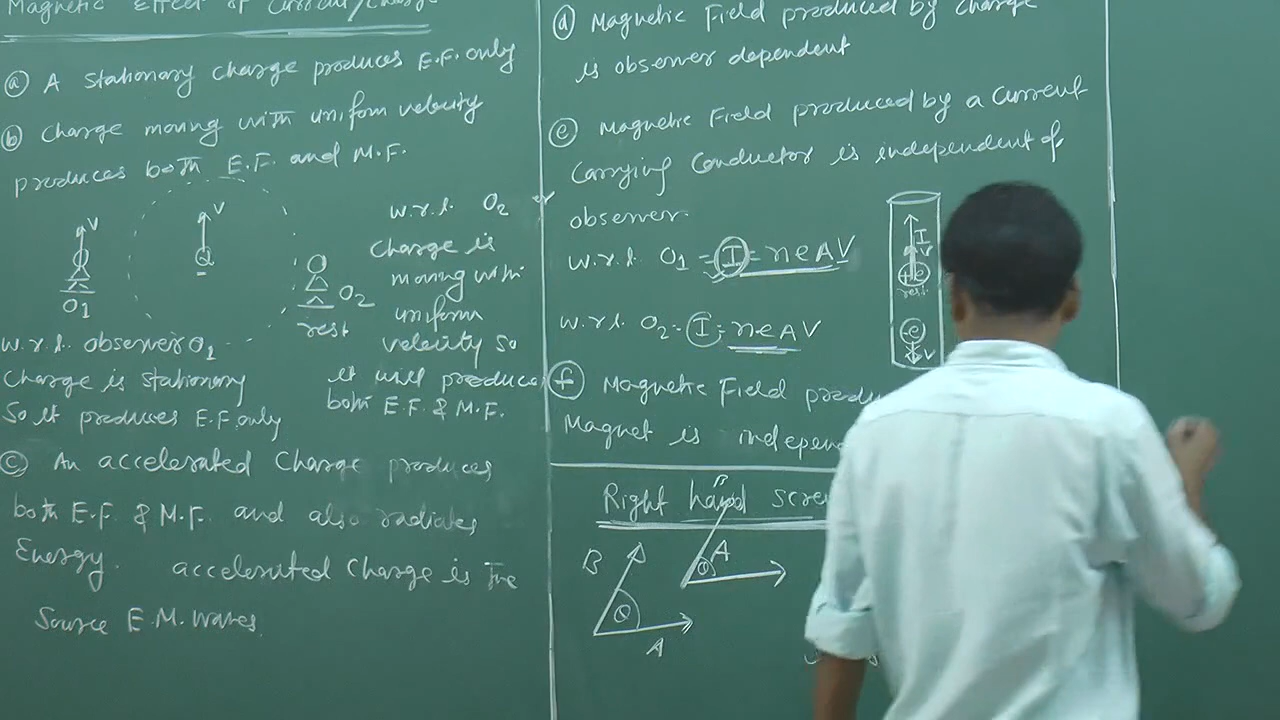 Magnetic Effect of Current/Charge
(a) A stationary charge produces E.F. only
(b) Charge moving with uniform velocity
produces both E.F. and M.F.
V
O1
V
Q
O2
rest
w.r.t. O2
Charge is
moving with
uniform
velocity so
it will produce
both E.F. & M.F.
w.r.t. observer O1
Charge is stationary
So it produces E.F. only
(c) An accelerated Charge produces
both E.F & M.F. and also radiates
Energy. accelerated Charge is the
Source E.M. waves.
(d) Magnetic Field produced by charge
is observer dependent
(e) Magnetic Field produced by a Current
Carrying Conductor is independent of
observer.
w.r.t. O1 = I = neAV
w.r.t. O2 = I = neAV
I
+e
rest
-e
V
(f) Magnetic Field produ
Magnet is indepen
Right hand scre
B
θ
A
B
θ
A